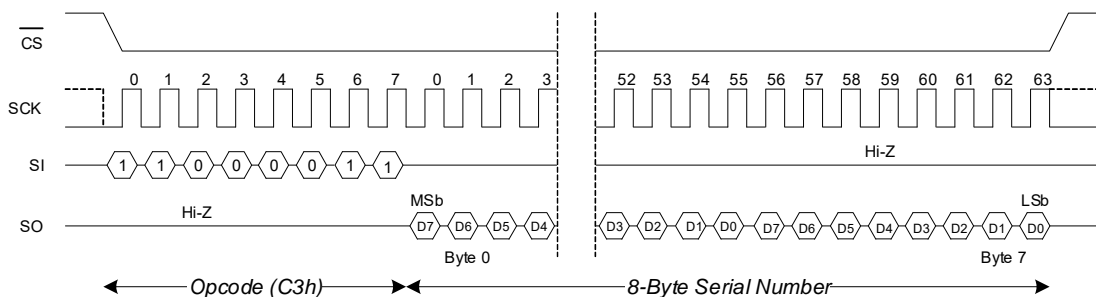 CS
0 1 2 3 4 5 6 7 0 1 2 3 52 53 54 55 56 57 58 59 60 61 62 63
SCK
Hi-Z
SI 1 1 0 0 0 0 1 1
MSb LSb
Hi-Z
SO D7 D6 D5 D4 D3 D2 D1 D0 D7 D6 D5 D4 D3 D2 D1 D0
Byte 0 Byte 7
Opcode (C3h) 8-Byte Serial Number